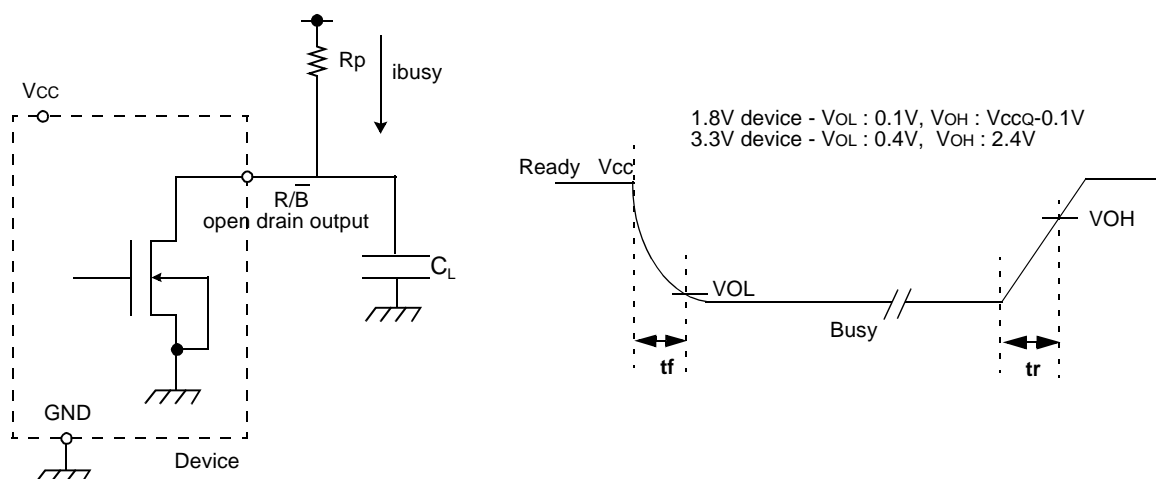 Rp
ibusy
VCC
R/B̅
open drain output
CL
GND
Device
1.8V device - VOL : 0.1V, VOH : VCCQ-0.1V
3.3V device - VOL : 0.4V, VOH : 2.4V
Ready Vcc
VOH
VOL
Busy
tf
tr